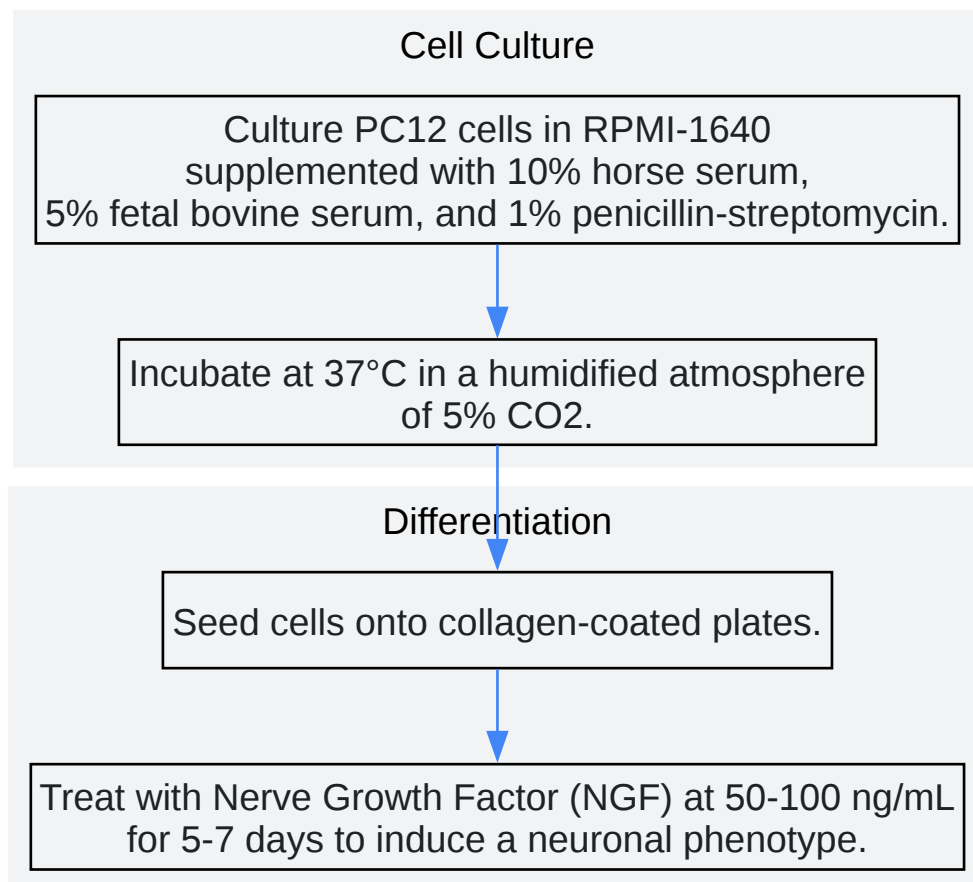 Cell Culture
Culture PC12 cells in RPMI-1640
supplemented with 10% horse serum,
5% fetal bovine serum, and 1% penicillin-streptomycin.
Incubate at 37°C in a humidified atmosphere
of 5% CO2.
Differentiation
Seed cells onto collagen-coated plates.
Treat with Nerve Growth Factor (NGF) at 50-100 ng/mL
for 5-7 days to induce a neuronal phenotype.